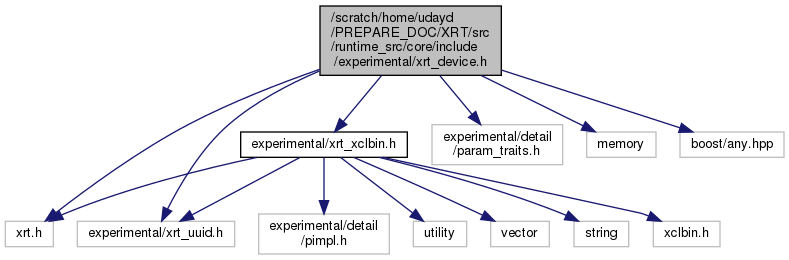 /scratch/home/udayd
/PREPARE_DOC/XRT/src
/runtime_src/core/include
/experimental/xrt_device.h
experimental/xrt_xclbin.h
experimental/detail
/param_traits.h
memory
boost/any.hpp
xrt.h
experimental/xrt_uuid.h
experimental/detail
/pimpl.h
utility
vector
string
xclbin.h